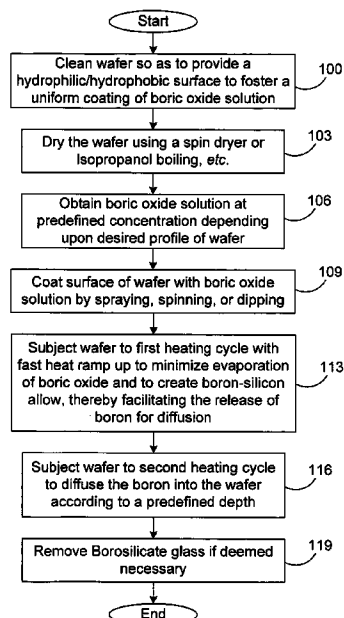 Start
Clean wafer so as to provide a
hydrophilic/hydrophobic surface to foster a
uniform coating of boric oxide solution
100
Dry the wafer using a spin dryer or
Isopropanol boiling, etc.
103
Obtain boric oxide solution at
predefined concentration depending
upon desired profile of wafer
106
Coat surface of wafer with boric oxide
solution by spraying, spinning, or dipping
109
Subject wafer to first heating cycle with
fast heat ramp up to minimize evaporation
of boric oxide and to create boron-silicon
allow, thereby facilitating the release of
boron for diffusion
113
Subject wafer to second heating cycle
to diffuse the boron into the wafer
according to a predefined depth
116
Remove Borosilicate glass if deemed
necessary
119
End